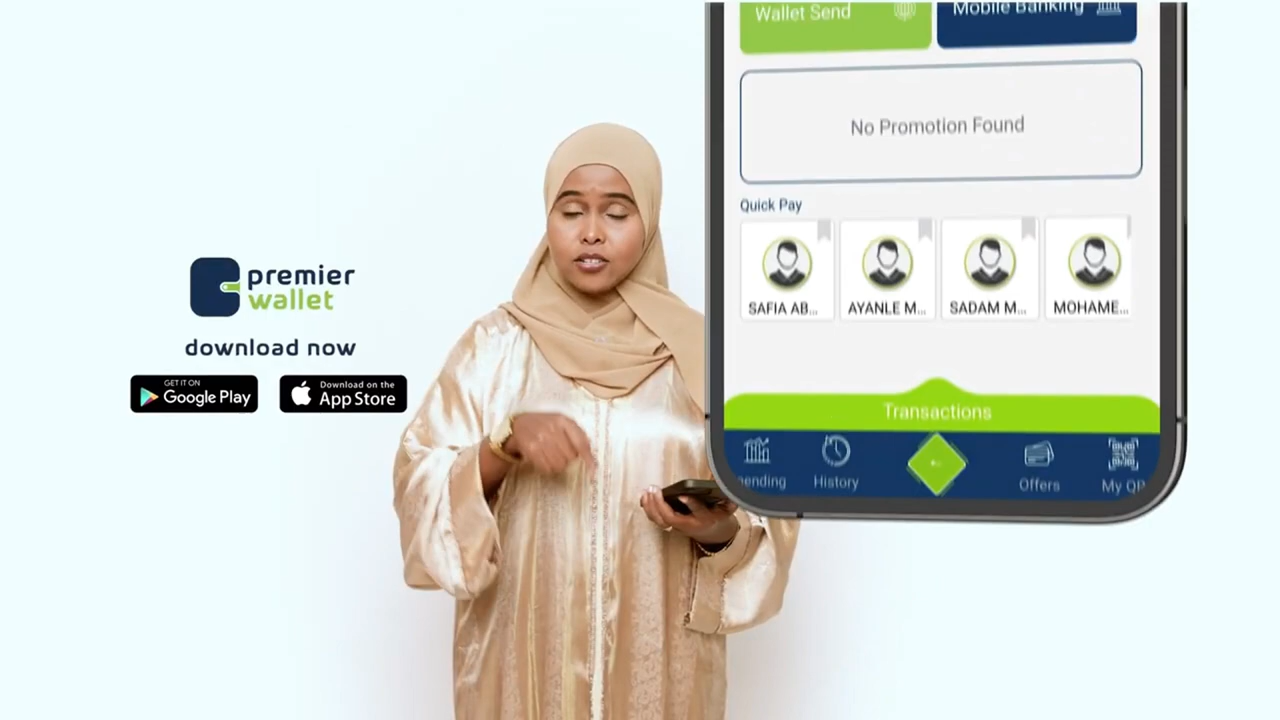 premier
wallet
download now
GET IT ON
Google Play
Download on the
App Store
Wallet Send
Mobile Banking
No Promotion Found
Quick Pay
SAFIA AB...
AYANLE M...
SADAM M...
MOHAME...
Transactions
ending
History
Offers
My QR